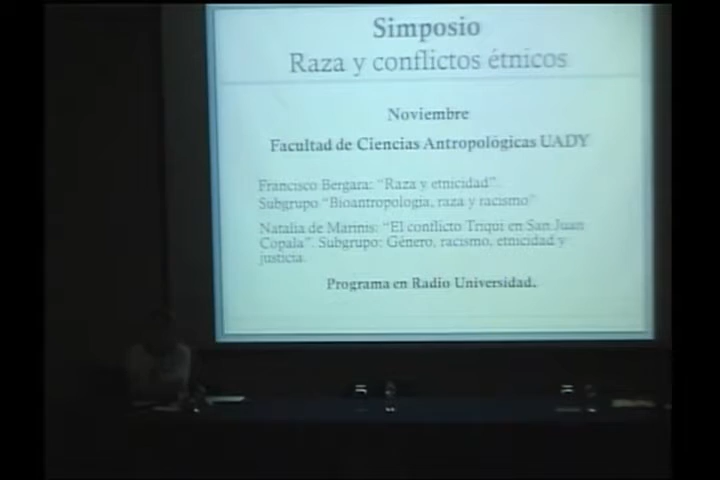 Simposio
Raza y conflictos étnicos
Noviembre
Facultad de Ciencias Antropológicas UADY
Francisco Bergara: "Raza y etnicidad".
Subgrupo "Bioantropología, raza y racismo"
Natalia de Marinis: "El conflicto Triqui en San Juan
Copala". Subgrupo: Género, racismo, etnicidad y
justicia.
Programa en Radio Universidad.